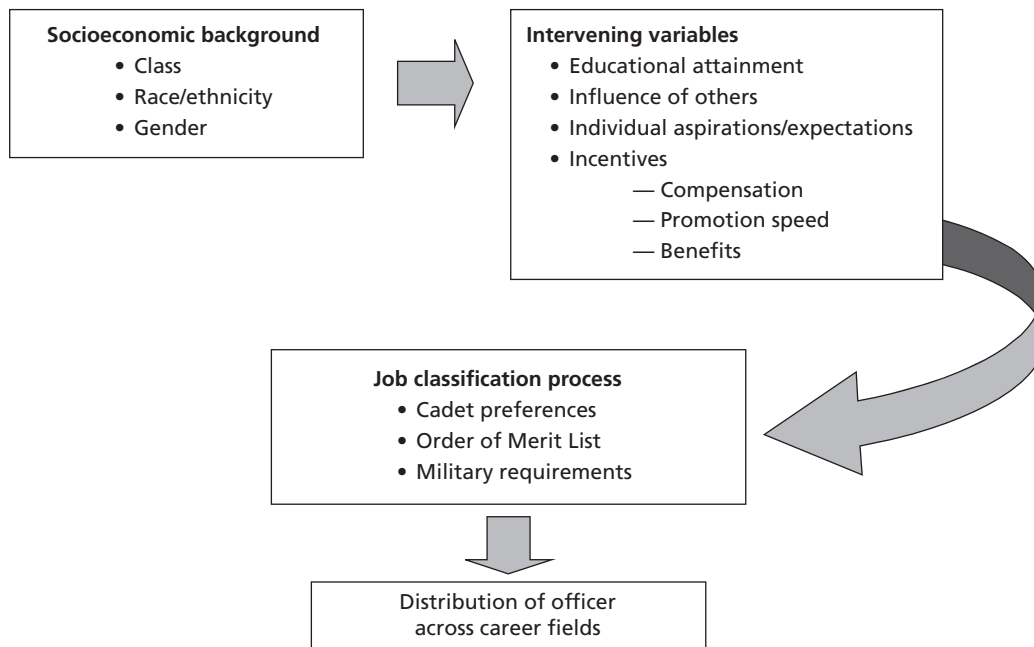 Socioeconomic background
• Class
• Race/ethnicity
• Gender
Intervening variables
• Educational attainment
• Influence of others
• Individual aspirations/expectations
• Incentives
— Compensation
— Promotion speed
— Benefits
Job classification process
• Cadet preferences
• Order of Merit List
• Military requirements
Distribution of officer
across career fields